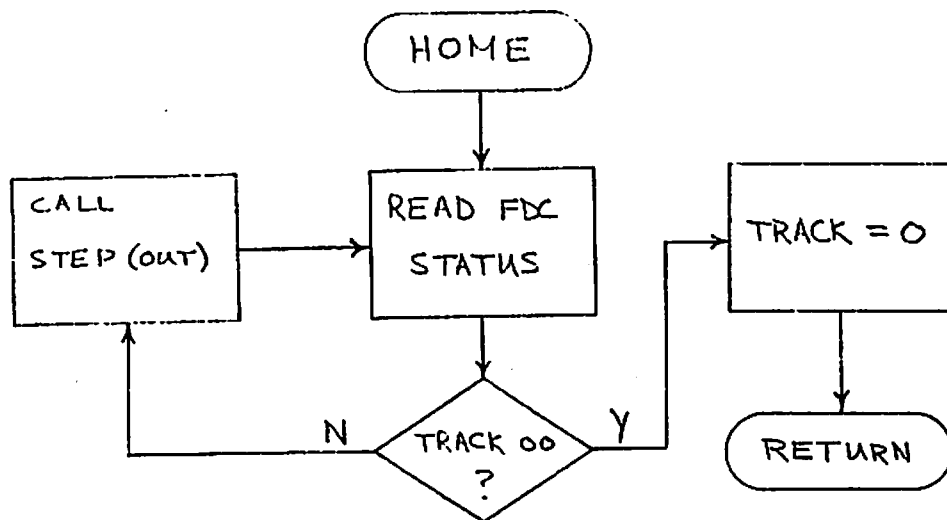 HOME
CALL
STEP (OUT)
READ FDC
STATUS
TRACK = 0
N
TRACK 00
?
Y
RETURN